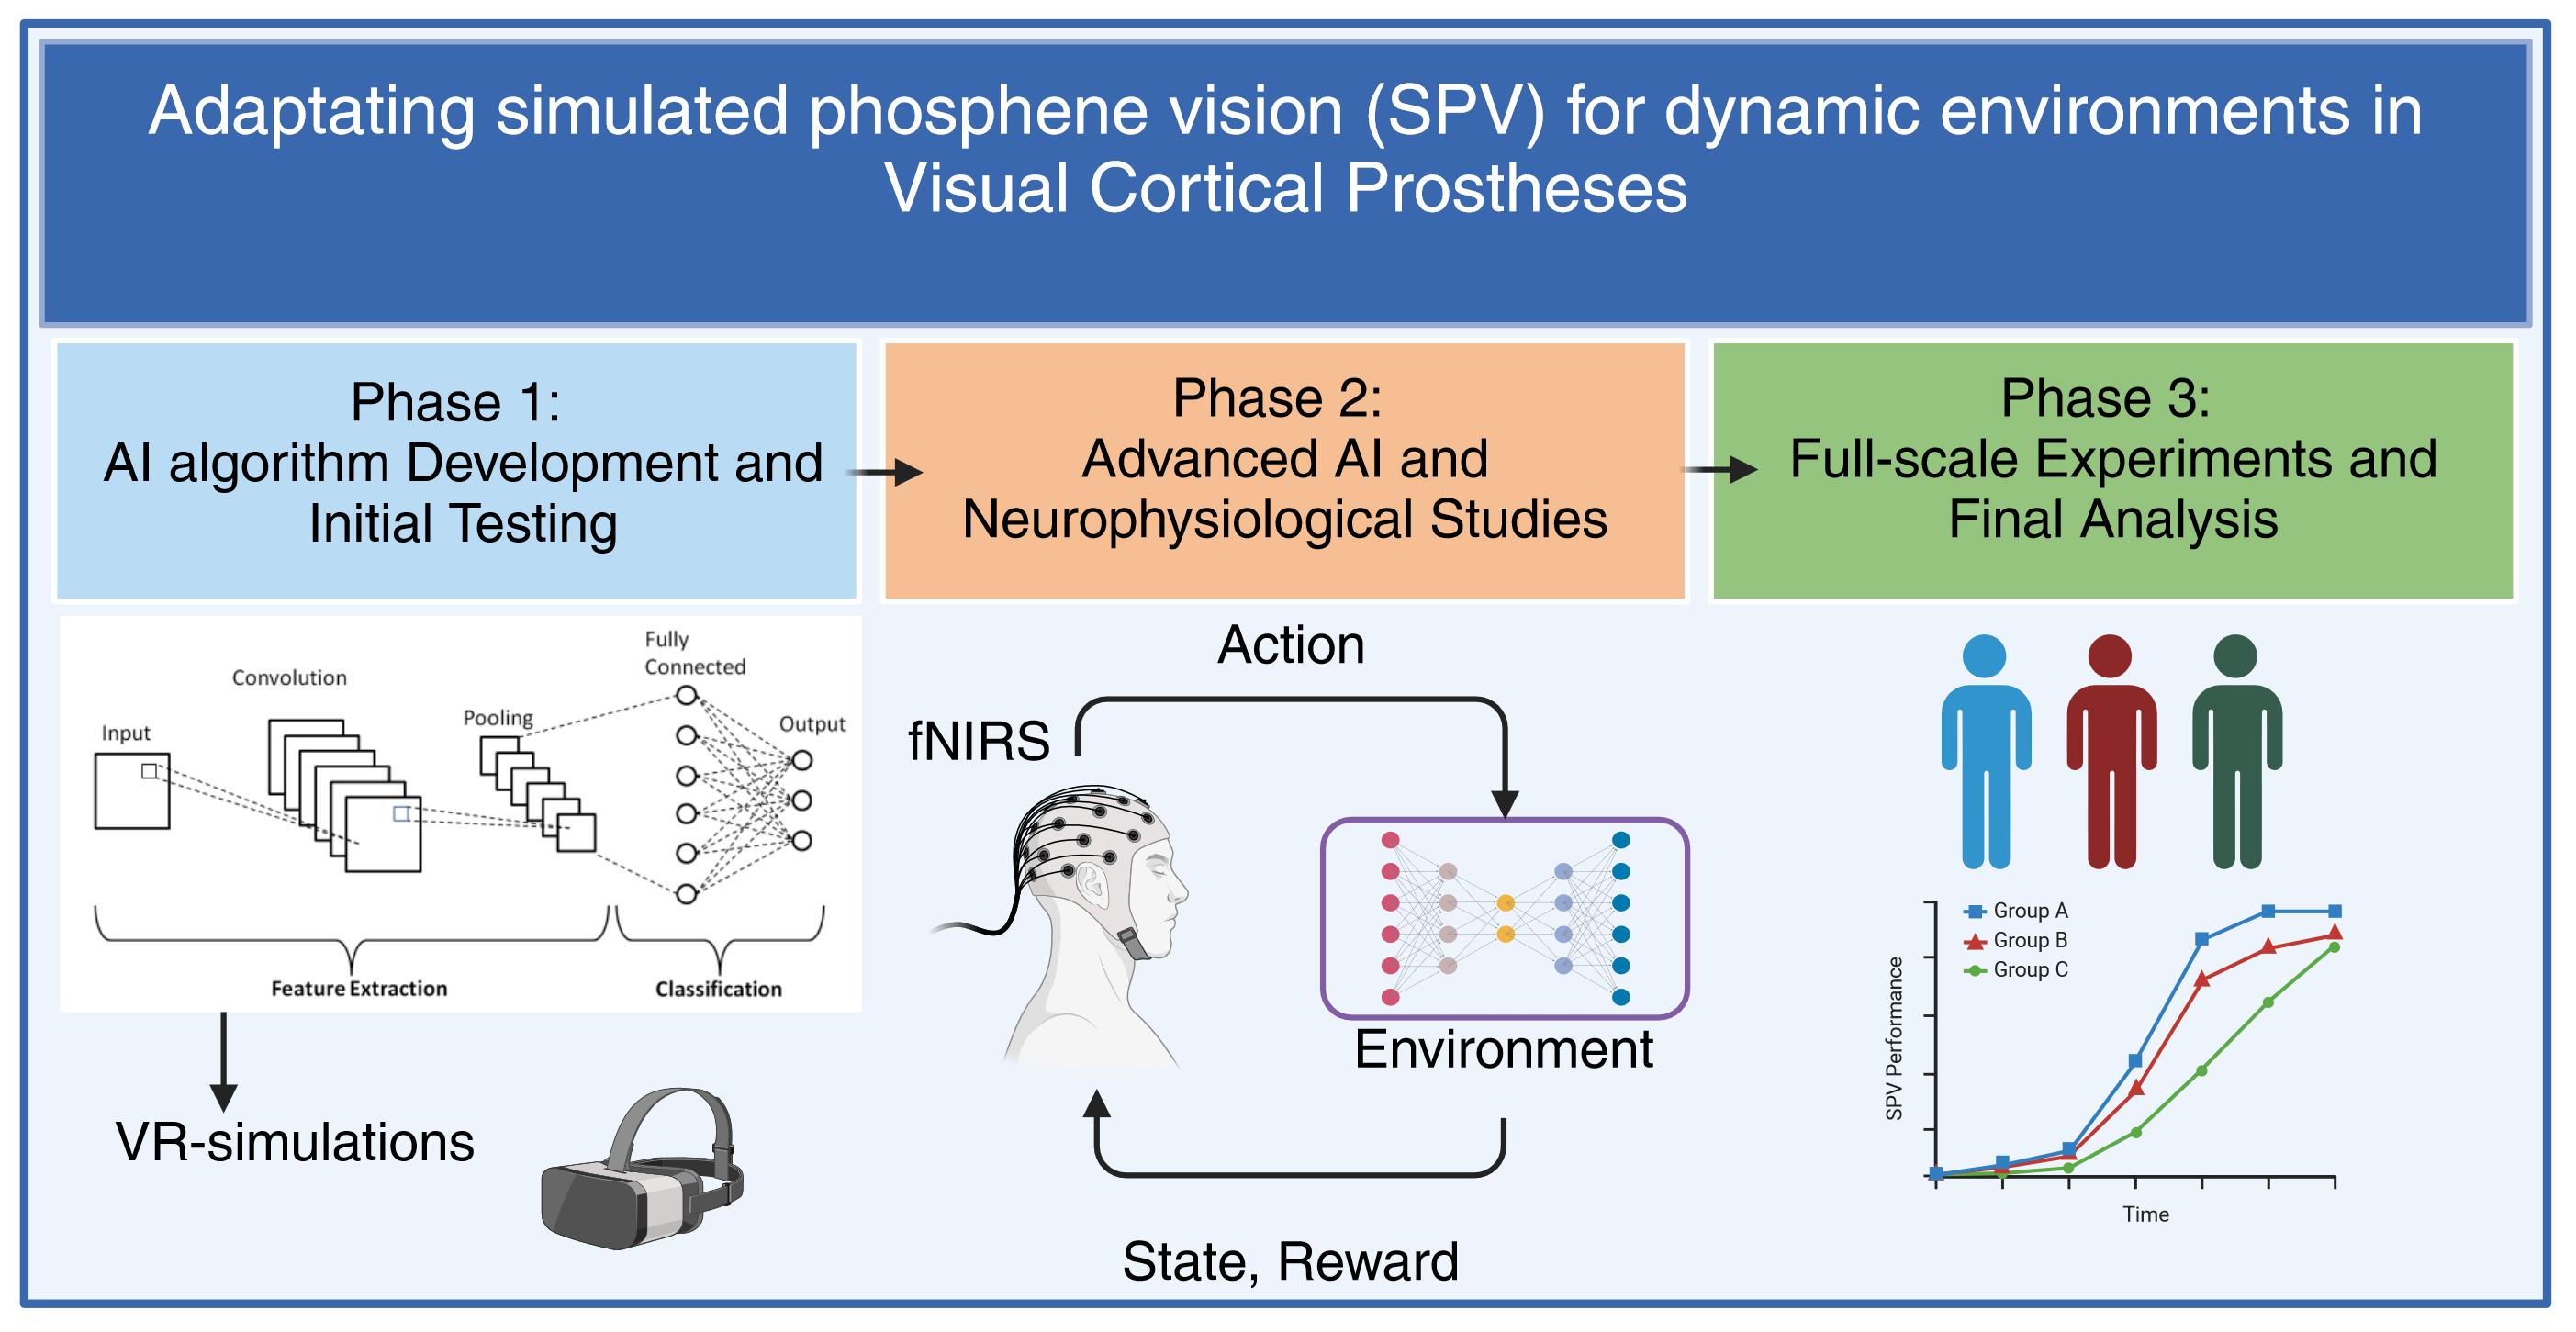 Adaptating simulated phosphene vision (SPV) for dynamic environments in
Visual Cortical Prostheses
Phase 1:
AI algorithm Development and
Initial Testing
Phase 2:
Advanced AI and
Neurophysiological Studies
Phase 3:
Full-scale Experiments and
Final Analysis
Input
Convolution
Pooling
Fully
Connected
Output
Feature Extraction
Classification
VR-simulations
Action
fNIRS
Environment
State, Reward
Group A
Group B
Group C
SPV Performance
Time